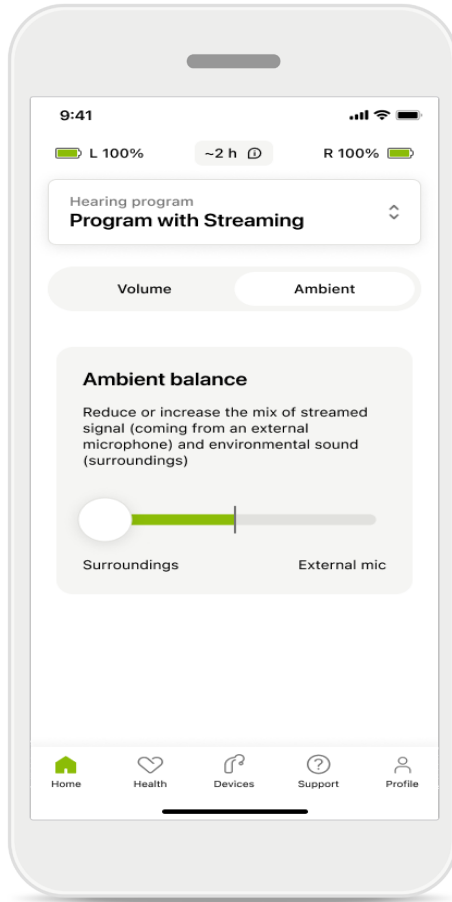 9:41
L 100% ~2 h R 100%
Hearing program
Program with Streaming
Volume Ambient
Ambient balance
Reduce or increase the mix of streamed
signal (coming from an external
microphone) and environmental sound
(surroundings)
Surroundings External mic
Home Health Devices Support Profile